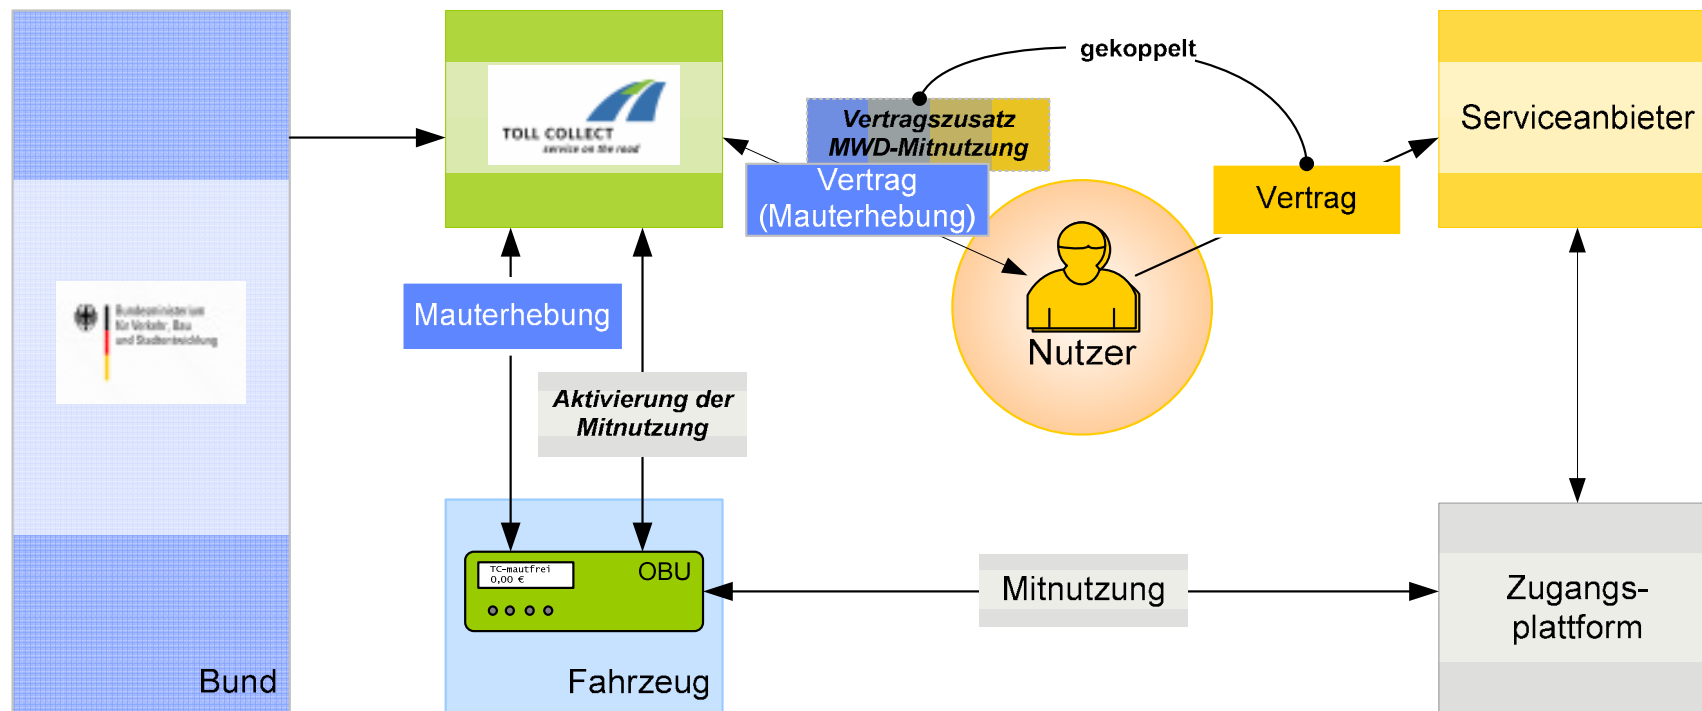 gekoppelt
TOLL COLLECT
service on the road
Vertragszusatz
MWD-Mitnutzung
Serviceanbieter
Vertrag
(Mauterhebung)
Vertrag
Bundesministerium
für Verkehr, Bau
und Stadtentwicklung
Mauterhebung
Nutzer
Aktivierung der
Mitnutzung
TC-mautfrei
0,00 €
OBU
Mitnutzung
Zugangs-
plattform
Bund
Fahrzeug